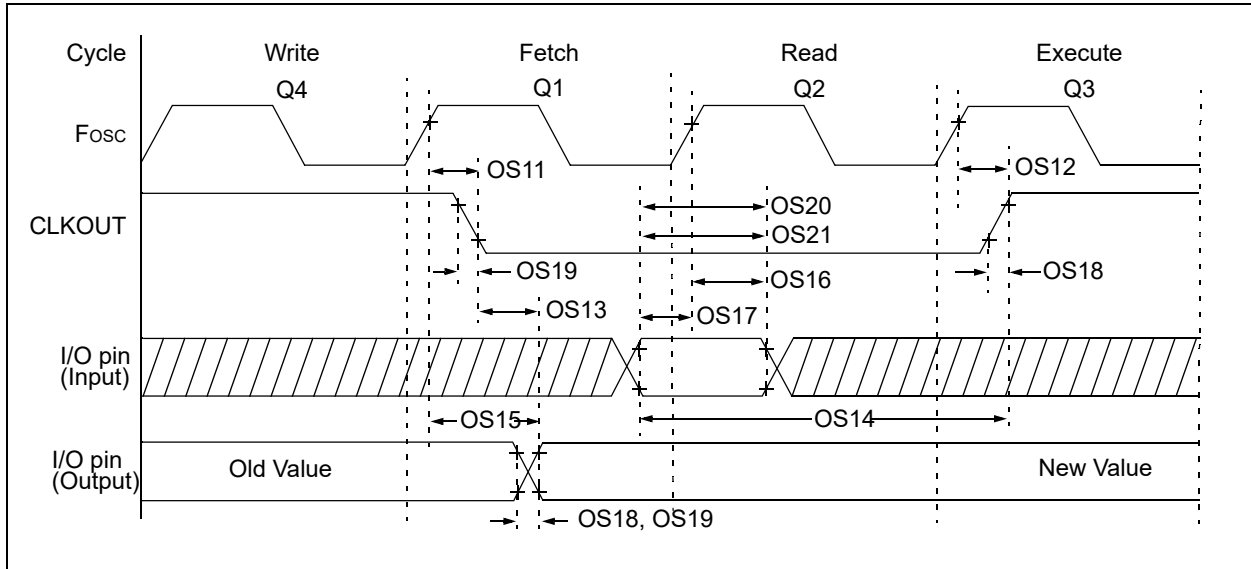 Cycle Write Fetch Read Execute
Q4 Q1 Q2 Q3
FOSC
OS11 OS12
CLKOUT
OS20
OS21
OS19 OS16 OS18
OS13 OS17
I/O pin
(Input)
OS15 OS14
I/O pin
(Output)
Old Value New Value
OS18, OS19